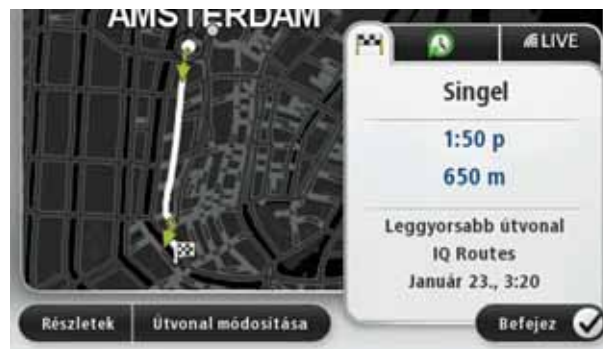 AMSTERDAM
LIVE
Singel
1:50 p
650 m
Leggyorsabb útvonal
IQ Routes
Január 23., 3:20
Részletek
Útvonal módosítása
Befejez